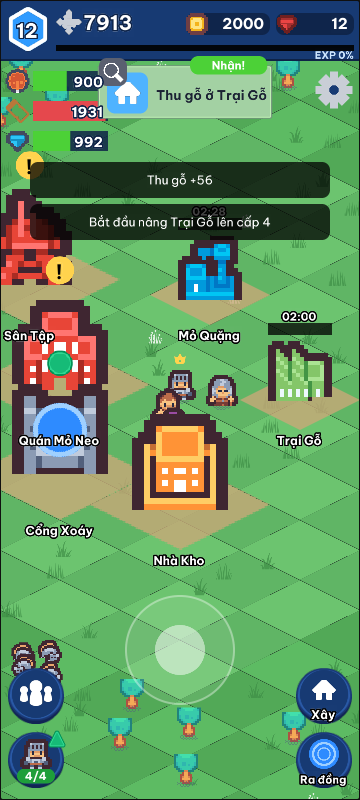 12
7913
2000
12
EXP 0%
Nhận!
Thu gỗ ở Trại Gỗ
900
1931
992
!
Thu gỗ +56
02:28
Bắt đầu nâng Trại Gỗ lên cấp 4
!
02:00
Sân Tập
Mỏ Quặng
Quán Mỏ Neo
Trại Gỗ
Cổng Xoáy
Nhà Kho
Xây
4/4
Ra đồng